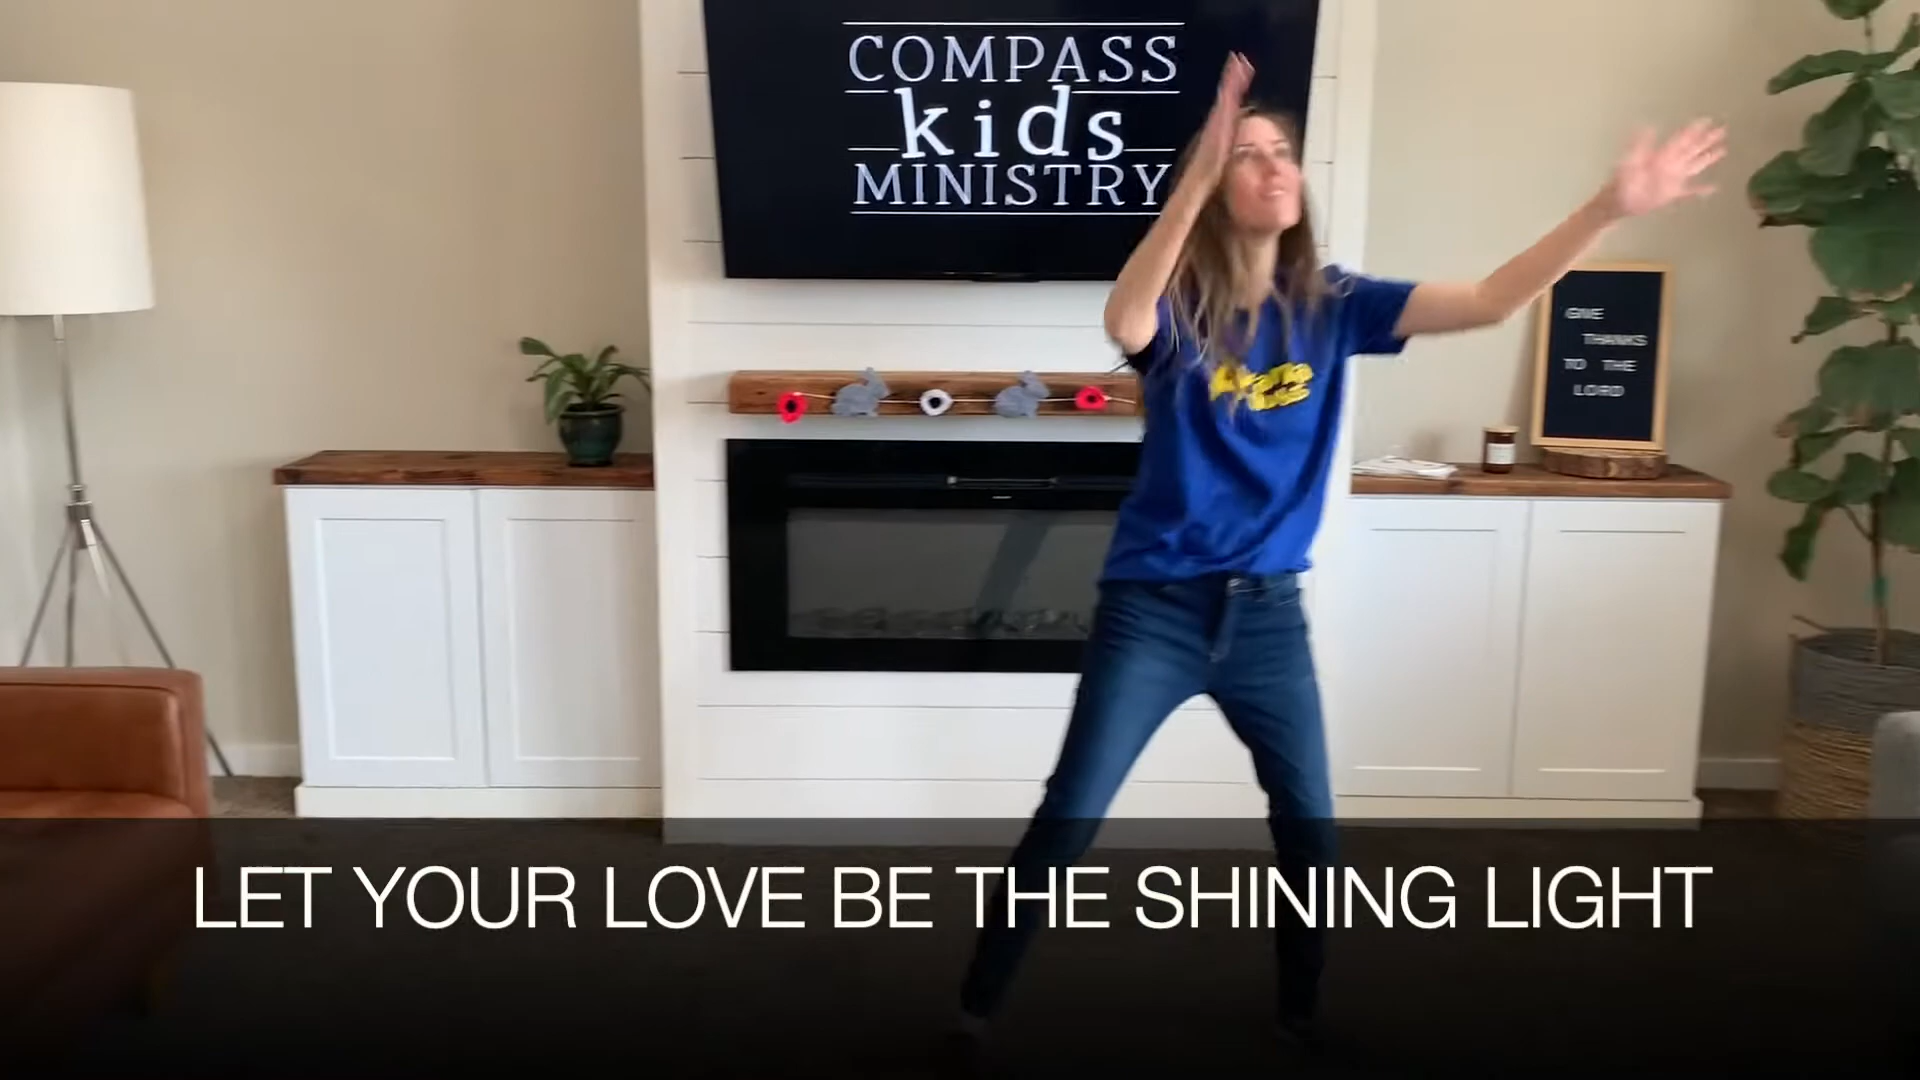 COMPASS
kids
MINISTRY
GIVE
THANKS
TO THE
LORD
LET YOUR LOVE BE THE SHINING LIGHT